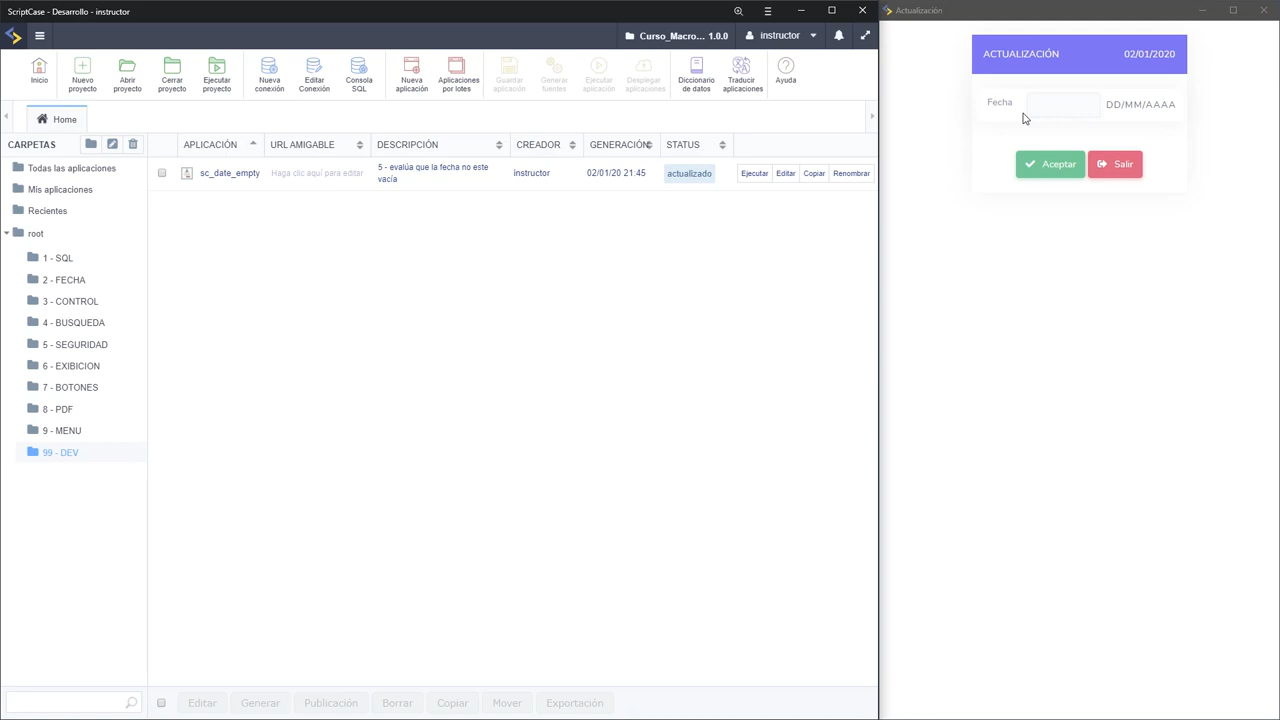 ScriptCase - Desarrollo - instructor
Curso_Macro... 1.0.0
instructor
Inicio
Nuevo proyecto
Abrir proyecto
Cerrar proyecto
Ejecutar proyecto
Nueva conexión
Editar Conexión
Consola SQL
Nueva aplicación
Aplicaciones por lotes
Guardar aplicación
Generar fuentes
Ejecutar aplicación
Desplegar aplicaciones
Diccionario de datos
Traducir aplicaciones
Ayuda
Home
CARPETAS
Todas las aplicaciones
Mis aplicaciones
Recientes
root
1 - SQL
2 - FECHA
3 - CONTROL
4 - BUSQUEDA
5 - SEGURIDAD
6 - EXIBICION
7 - BOTONES
8 - PDF
9 - MENU
99 - DEV
APLICACIÓN URL AMIGABLE DESCRIPCIÓN CREADOR GENERACIÓN STATUS
sc_date_empty Haga clic aquí para editar 5 - evalúa que la fecha no este instructor 02/01/20 21:45 actualizado Ejecutar Editar Copiar Renombrar
vacía
Editar Generar Publicación Borrar Copiar Mover Exportación
Actualización
ACTUALIZACIÓN 02/01/2020
Fecha DD/MM/AAAA
Aceptar Salir